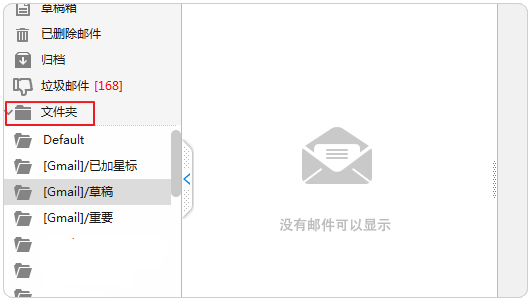 草稿箱
已删除邮件
归档
垃圾邮件 [168]
文件夹
Default
[Gmail]/已加星标
[Gmail]/草稿
[Gmail]/重要
没有邮件可以显示